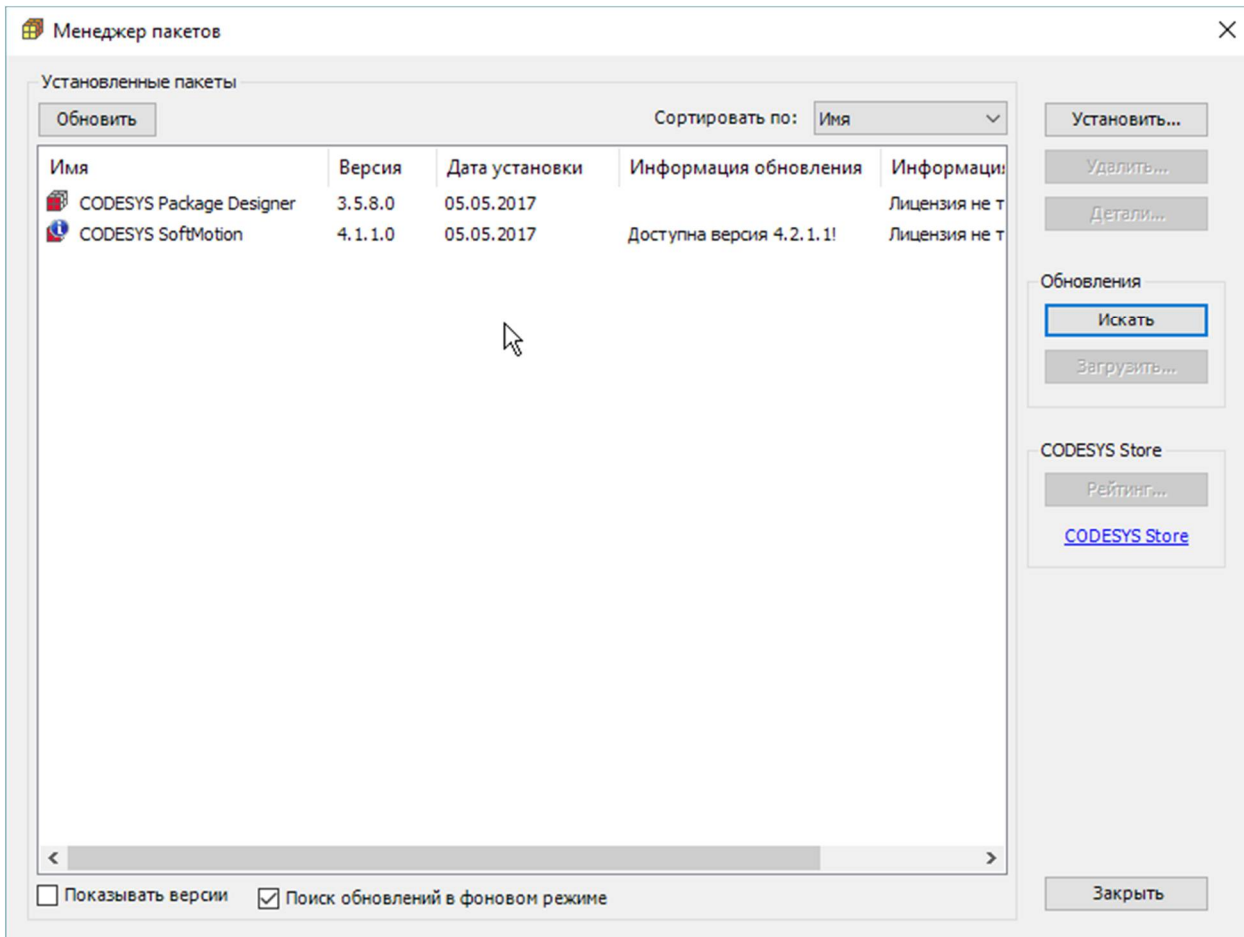 Менеджер пакетов
Установленные пакеты
Обновить
Сортировать по: Имя
Установить...
Имя Версия Дата установки Информация обновления Информация
Удалить...
CODESYS Package Designer 3.5.8.0 05.05.2017 Лицензия не т
Детали...
CODESYS SoftMotion 4.1.1.0 05.05.2017 Доступна версия 4.2.1.1! Лицензия не т
Обновления
Искать
Загрузить...
CODESYS Store
Рейтинг...
CODESYS Store
Показывать версии
Поиск обновлений в фоновом режиме
Закрыть